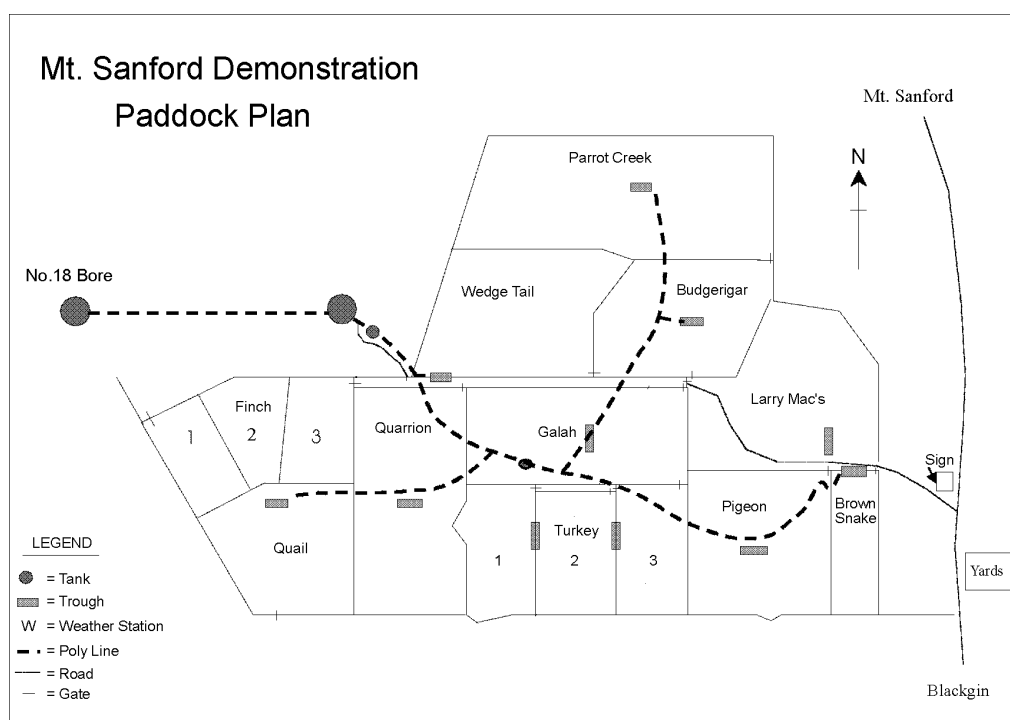 Mt. Sanford Demonstration
Paddock Plan
Mt. Sanford
N
Parrot Creek
No.18 Bore
Wedge Tail
Budgerigar
Larry Mac's
Finch
1
2
3
Quarrion
Galah
Sign
Pigeon
Brown
Snake
Quail
Turkey
1
2
3
Yards
LEGEND
= Tank
= Trough
W = Weather Station
= Poly Line
= Road
= Gate
Blackgin